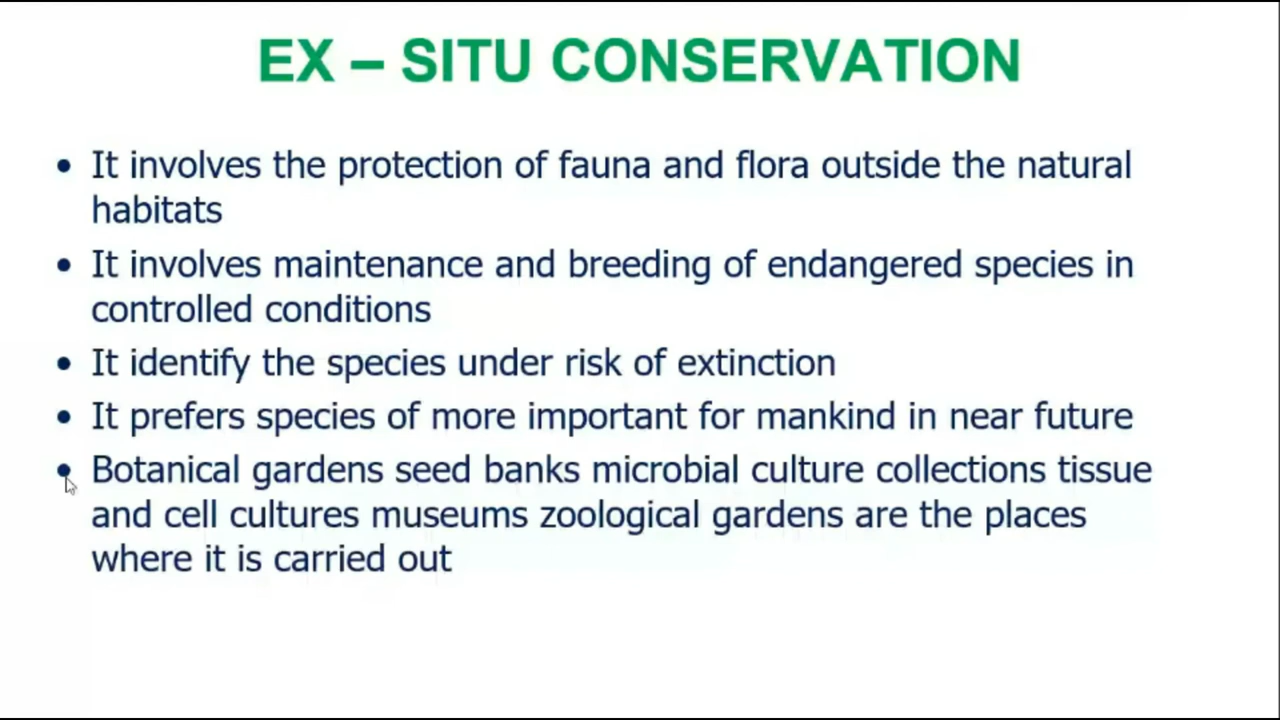 EX – SITU CONSERVATION
• It involves the protection of fauna and flora outside the natural
habitats
• It involves maintenance and breeding of endangered species in
controlled conditions
• It identify the species under risk of extinction
• It prefers species of more important for mankind in near future
• Botanical gardens seed banks microbial culture collections tissue
and cell cultures museums zoological gardens are the places
where it is carried out